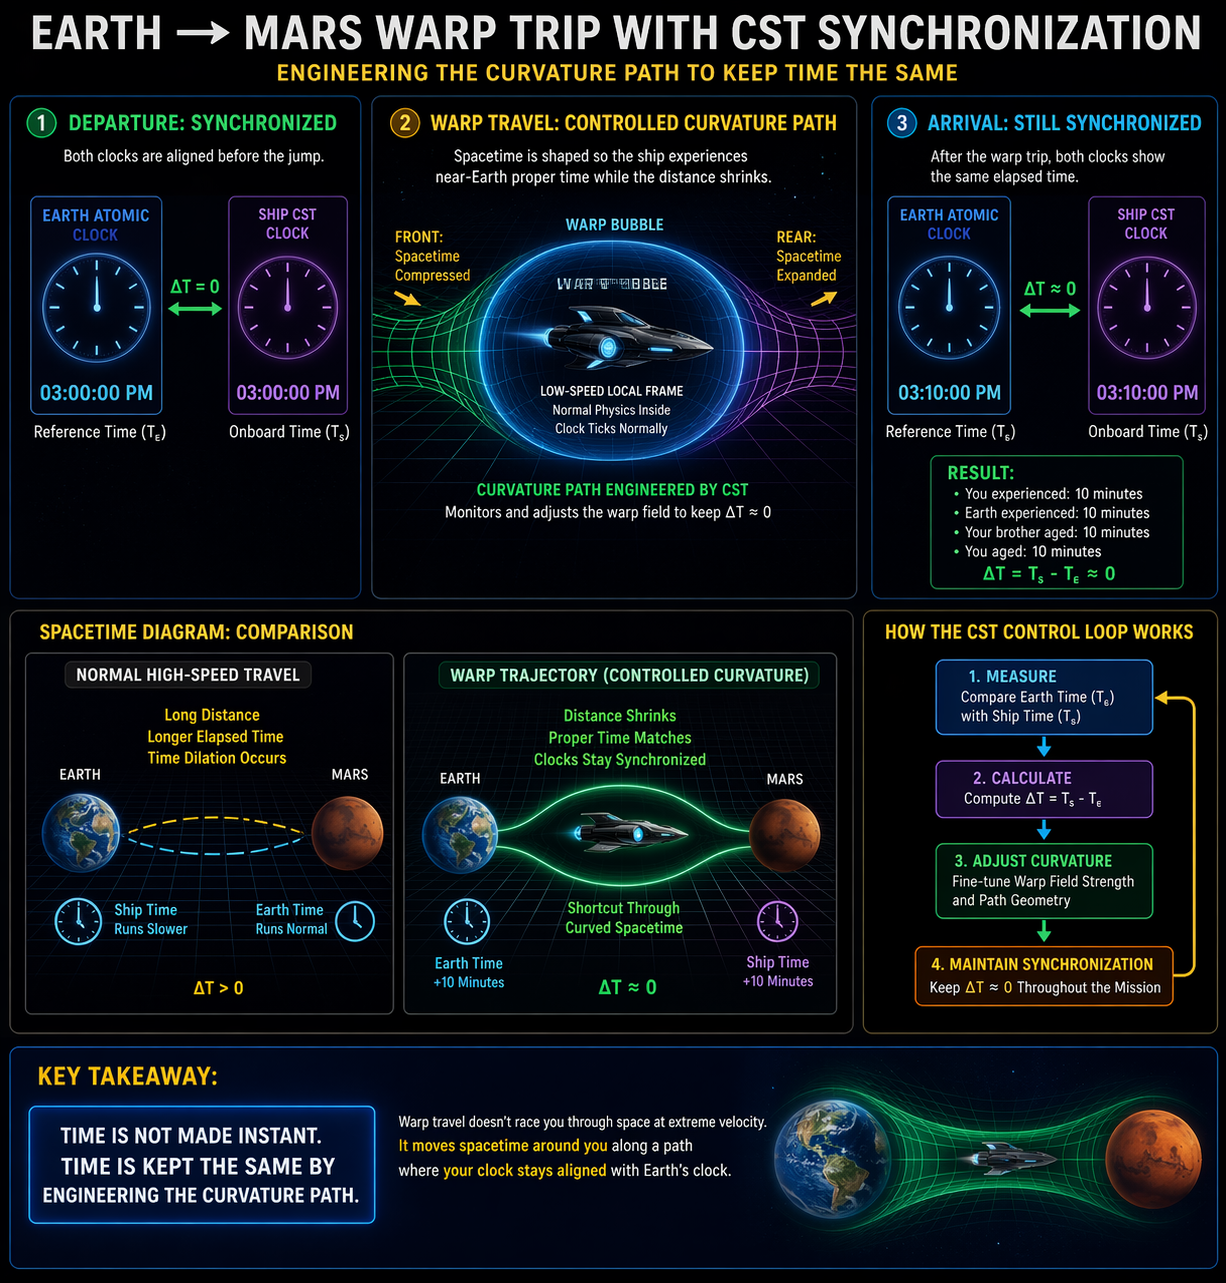 EARTH → MARS WARP TRIP WITH CST SYNCHRONIZATION
ENGINEERING THE CURVATURE PATH TO KEEP TIME THE SAME
1 DEPARTURE: SYNCHRONIZED
Both clocks are aligned before the jump.
EARTH ATOMIC
CLOCK
SHIP CST
CLOCK
ΔT = 0
03:00:00 PM
03:00:00 PM
Reference Time (T_E)
Onboard Time (T_S)
2 WARP TRAVEL: CONTROLLED CURVATURE PATH
Spacetime is shaped so the ship experiences
near-Earth proper time while the distance shrinks.
WARP BUBBLE
FRONT:
Spacetime
Compressed
REAR:
Spacetime
Expanded
LOW-SPEED LOCAL FRAME
Normal Physics Inside
Clock Ticks Normally
CURVATURE PATH ENGINEERED BY CST
Monitors and adjusts the warp field to keep ΔT ≈ 0
3 ARRIVAL: STILL SYNCHRONIZED
After the warp trip, both clocks show
the same elapsed time.
EARTH ATOMIC
CLOCK
SHIP CST
CLOCK
ΔT ≈ 0
03:10:00 PM
03:10:00 PM
Reference Time (T_6)
Onboard Time (T_S)
RESULT:
• You experienced: 10 minutes
• Earth experienced: 10 minutes
• Your brother aged: 10 minutes
• You aged: 10 minutes
ΔT = T_S - T_E ≈ 0
SPACETIME DIAGRAM: COMPARISON
NORMAL HIGH-SPEED TRAVEL
Long Distance
Longer Elapsed Time
Time Dilation Occurs
EARTH
MARS
Ship Time
Runs Slower
Earth Time
Runs Normal
ΔT > 0
WARP TRAJECTORY (CONTROLLED CURVATURE)
Distance Shrinks
Proper Time Matches
Clocks Stay Synchronized
EARTH
MARS
Shortcut Through
Curved Spacetime
Earth Time
+10 Minutes
Ship Time
+10 Minutes
ΔT ≈ 0
HOW THE CST CONTROL LOOP WORKS
1. MEASURE
Compare Earth Time (T_6)
with Ship Time (T_S)
2. CALCULATE
Compute ΔT = T_S - T_E
3. ADJUST CURVATURE
Fine-tune Warp Field Strength
and Path Geometry
4. MAINTAIN SYNCHRONIZATION
Keep ΔT ≈ 0 Throughout the Mission
KEY TAKEAWAY:
TIME IS NOT MADE INSTANT.
TIME IS KEPT THE SAME BY
ENGINEERING THE CURVATURE PATH.
Warp travel doesn't race you through space at extreme velocity.
It moves spacetime around you along a path
where your clock stays aligned with Earth's clock.